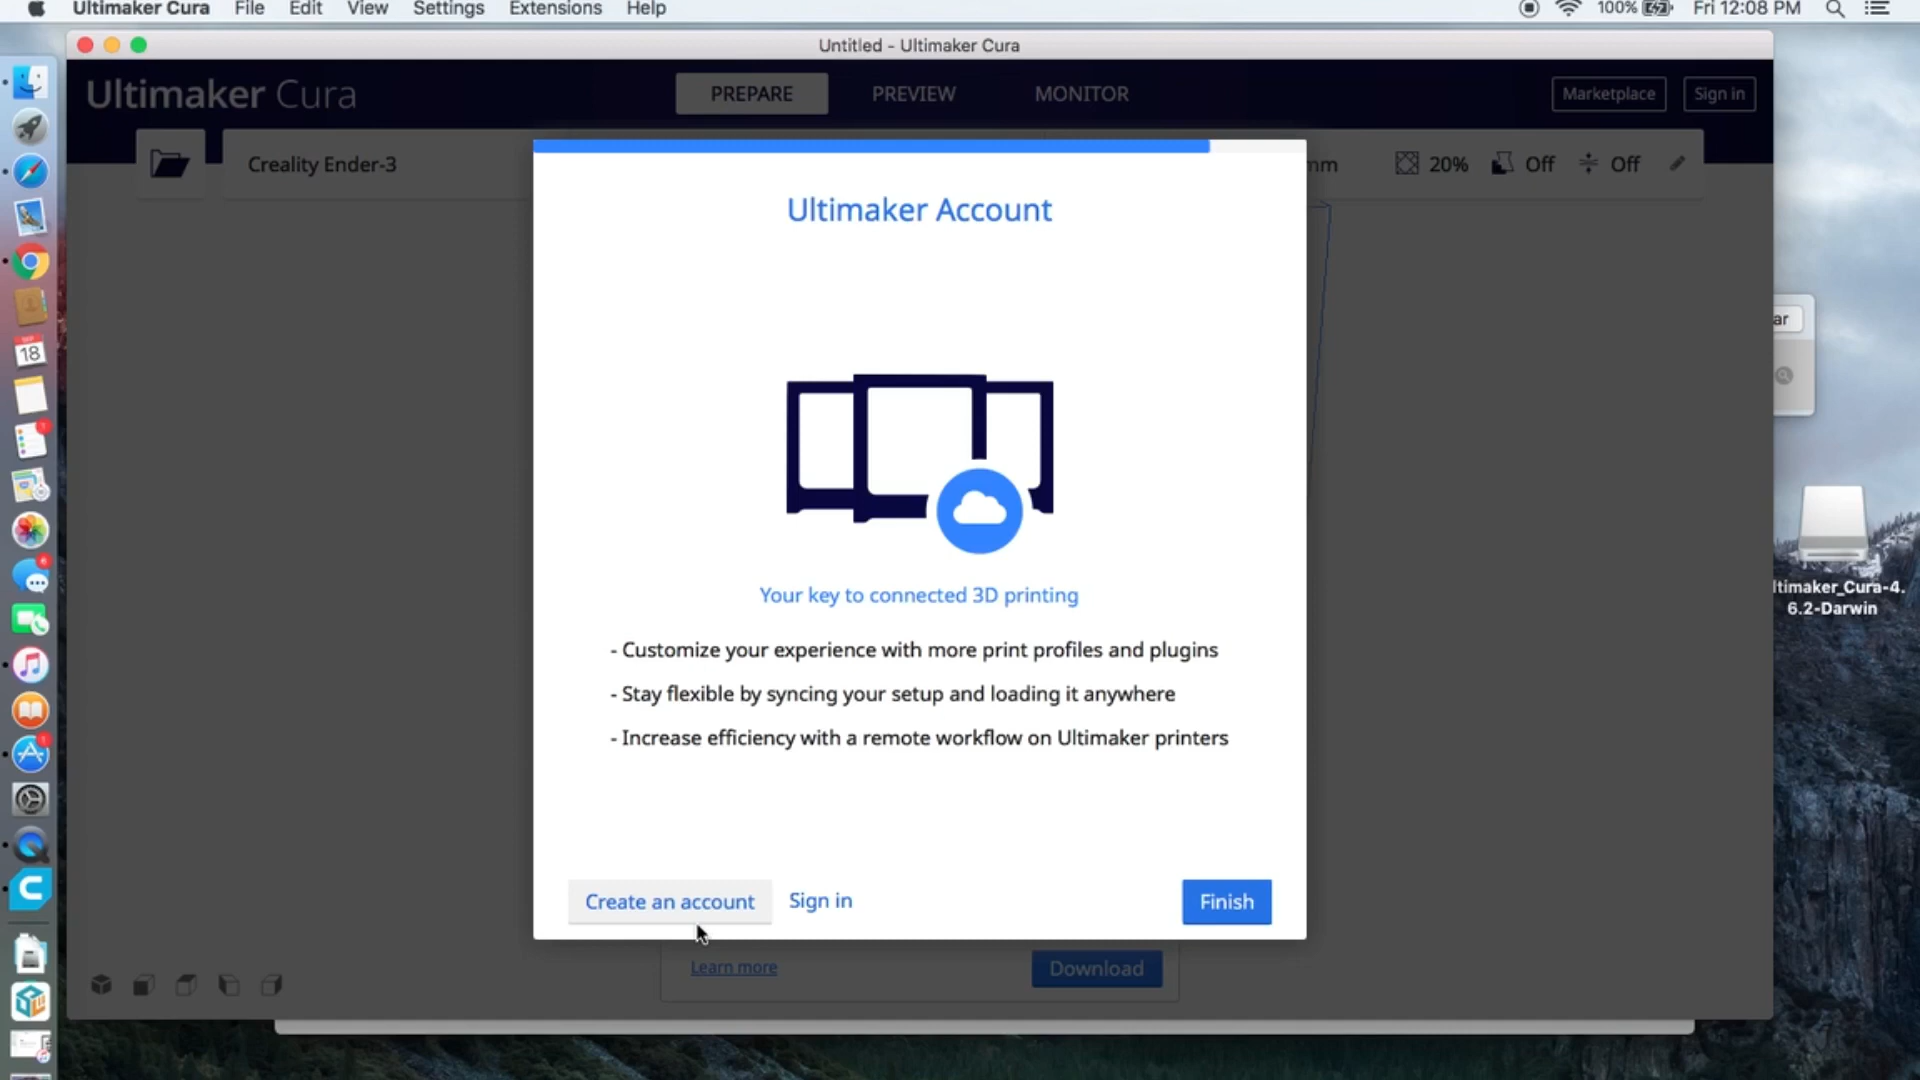 Ultimaker Cura File Edit View Settings Extensions Help 100% Fri 12:08 PM
Untitled - Ultimaker Cura
Ultimaker Cura PREPARE PREVIEW MONITOR Marketplace Sign in
Creality Ender-3 mm 20% Off Off
Ultimaker Account
ar
18
Your key to connected 3D printing
- Customize your experience with more print profiles and plugins
- Stay flexible by syncing your setup and loading it anywhere
- Increase efficiency with a remote workflow on Ultimaker printers
ltimaker_Cura-4.
6.2-Darwin
Create an account Sign in Finish
Learn more Download